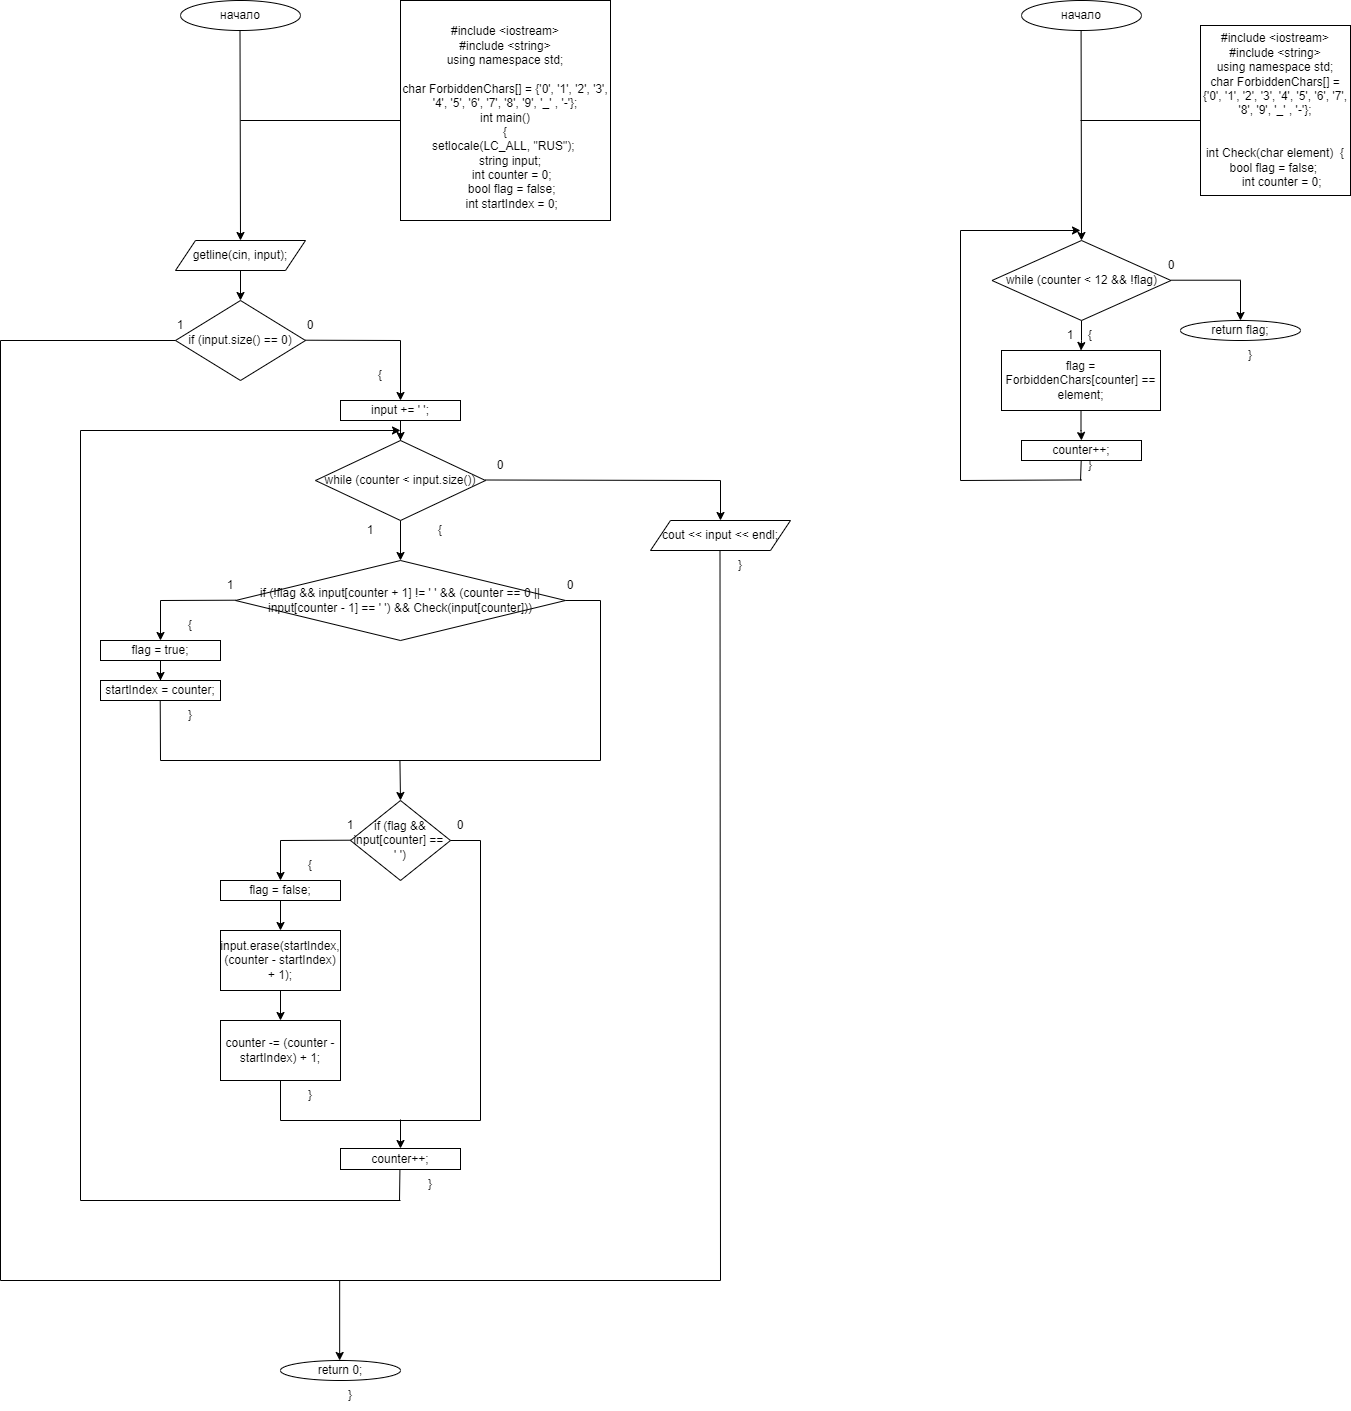 начало
#include <iostream>
#include <string>
using namespace std;
char ForbiddenChars[] = {'0', '1', '2', '3',
'4', '5', '6', '7', '8', '9', '_' , '-'};
int main()
{
setlocale(LC_ALL, "RUS");
string input;
int counter = 0;
bool flag = false;
int startIndex = 0;
getline(cin, input);
1
0
if (input.size() == 0)
{
input += ' ';
while (counter < input.size())
0
1
{
cout << input << endl;
}
1
0
if (!flag && input[counter + 1] != ' ' && (counter == 0 ||
input[counter - 1] == ' ') && Check(input[counter]))
{
flag = true;
startIndex = counter;
}
1
0
if (flag &&
input[counter] ==
' ')
{
flag = false;
input.erase(startIndex,
(counter - startIndex)
+ 1);
counter -= (counter -
startIndex) + 1;
}
counter++;
}
return 0;
}
начало
#include <iostream>
#include <string>
using namespace std;
char ForbiddenChars[] =
{'0', '1', '2', '3', '4', '5', '6', '7',
'8', '9', '_' , '-'};
int Check(char element) {
bool flag = false;
int counter = 0;
while (counter < 12 && !flag)
0
return flag;
}
1
{
flag =
ForbiddenChars[counter] ==
element;
counter++;
}